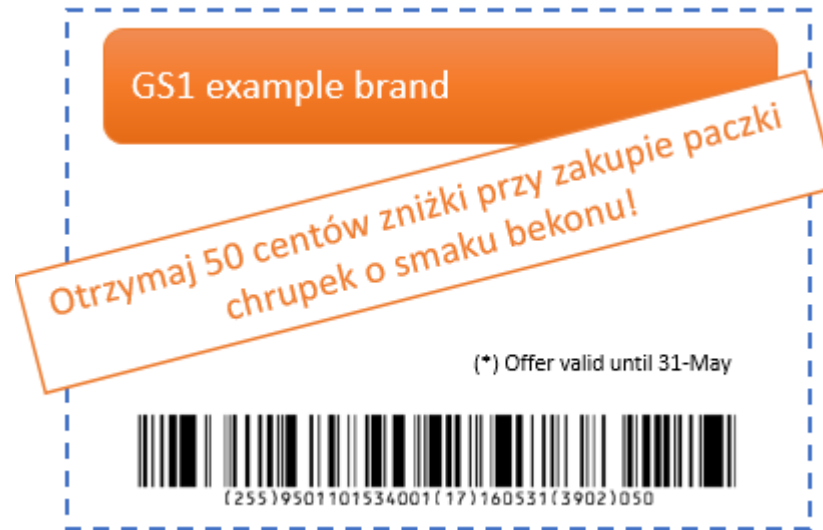 GS1 example brand
Otrzymaj 50 centów zniżki przy zakupie paczki
chrupek o smaku bekonu!
(*) Offer valid until 31-May
(255)9501101534001(17)160531(3902)050